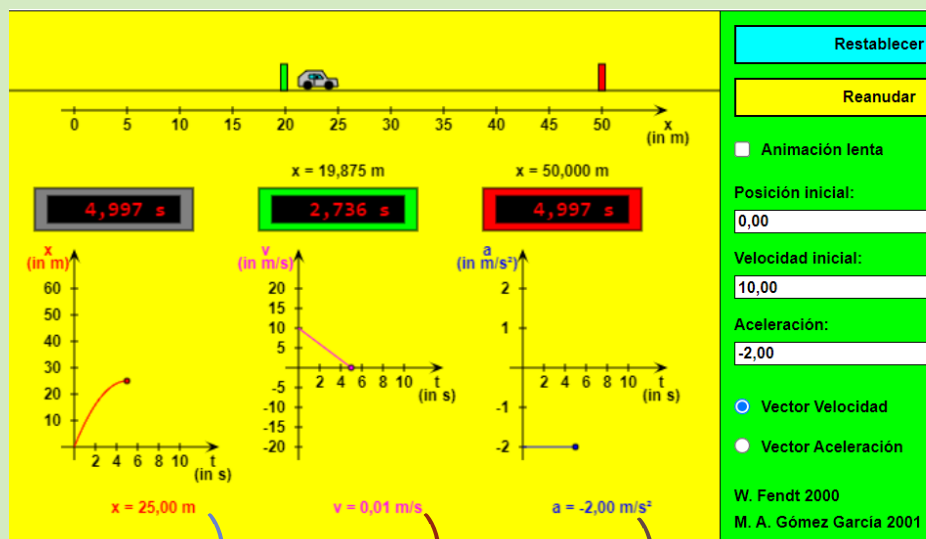 Restablecer
Reanudar
Animación lenta
Posición inicial:
0,00
Velocidad inicial:
10,00
Aceleración:
-2,00
Vector Velocidad
Vector Aceleración
W. Fendt 2000
M. A. Gómez García 2001
0 5 10 15 20 25 30 35 40 45 50 x
(in m)
x = 19,875 m x = 50,000 m
4,997 s 2,736 s 4,997 s
x
(in m)
60
50
40
30
20
10
2 4 6 8 10 t
(in s)
v
(in m/s)
20
15
10
5
-5
-10
-15
-20
2 4 6 8 10 t
(in s)
a
(in m/s²)
2
1
-1
-2
2 4 6 8 10 t
(in s)
x = 25,00 m v = 0,01 m/s a = -2,00 m/s²